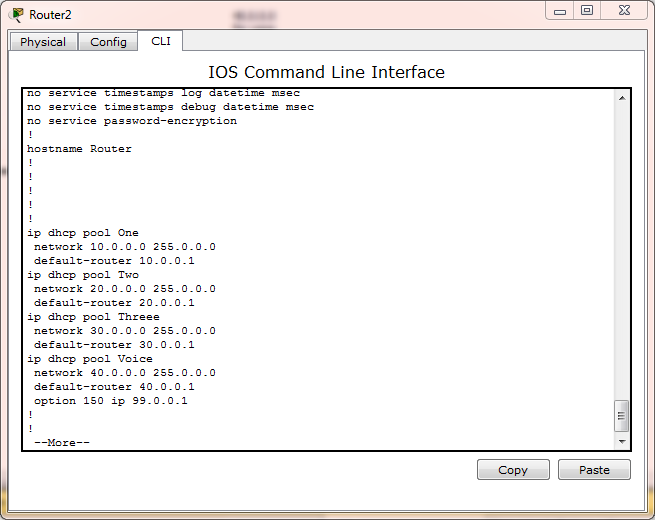 Router2
Physical Config CLI
IOS Command Line Interface
no service timestamps log datetime msec
no service timestamps debug datetime msec
no service password-encryption
!
hostname Router
!
!
!
!
!
ip dhcp pool One
network 10.0.0.0 255.0.0.0
default-router 10.0.0.1
ip dhcp pool Two
network 20.0.0.0 255.0.0.0
default-router 20.0.0.1
ip dhcp pool Threee
network 30.0.0.0 255.0.0.0
default-router 30.0.0.1
ip dhcp pool Voice
network 40.0.0.0 255.0.0.0
default-router 40.0.0.1
option 150 ip 99.0.0.1
!
!
--More--
Copy Paste